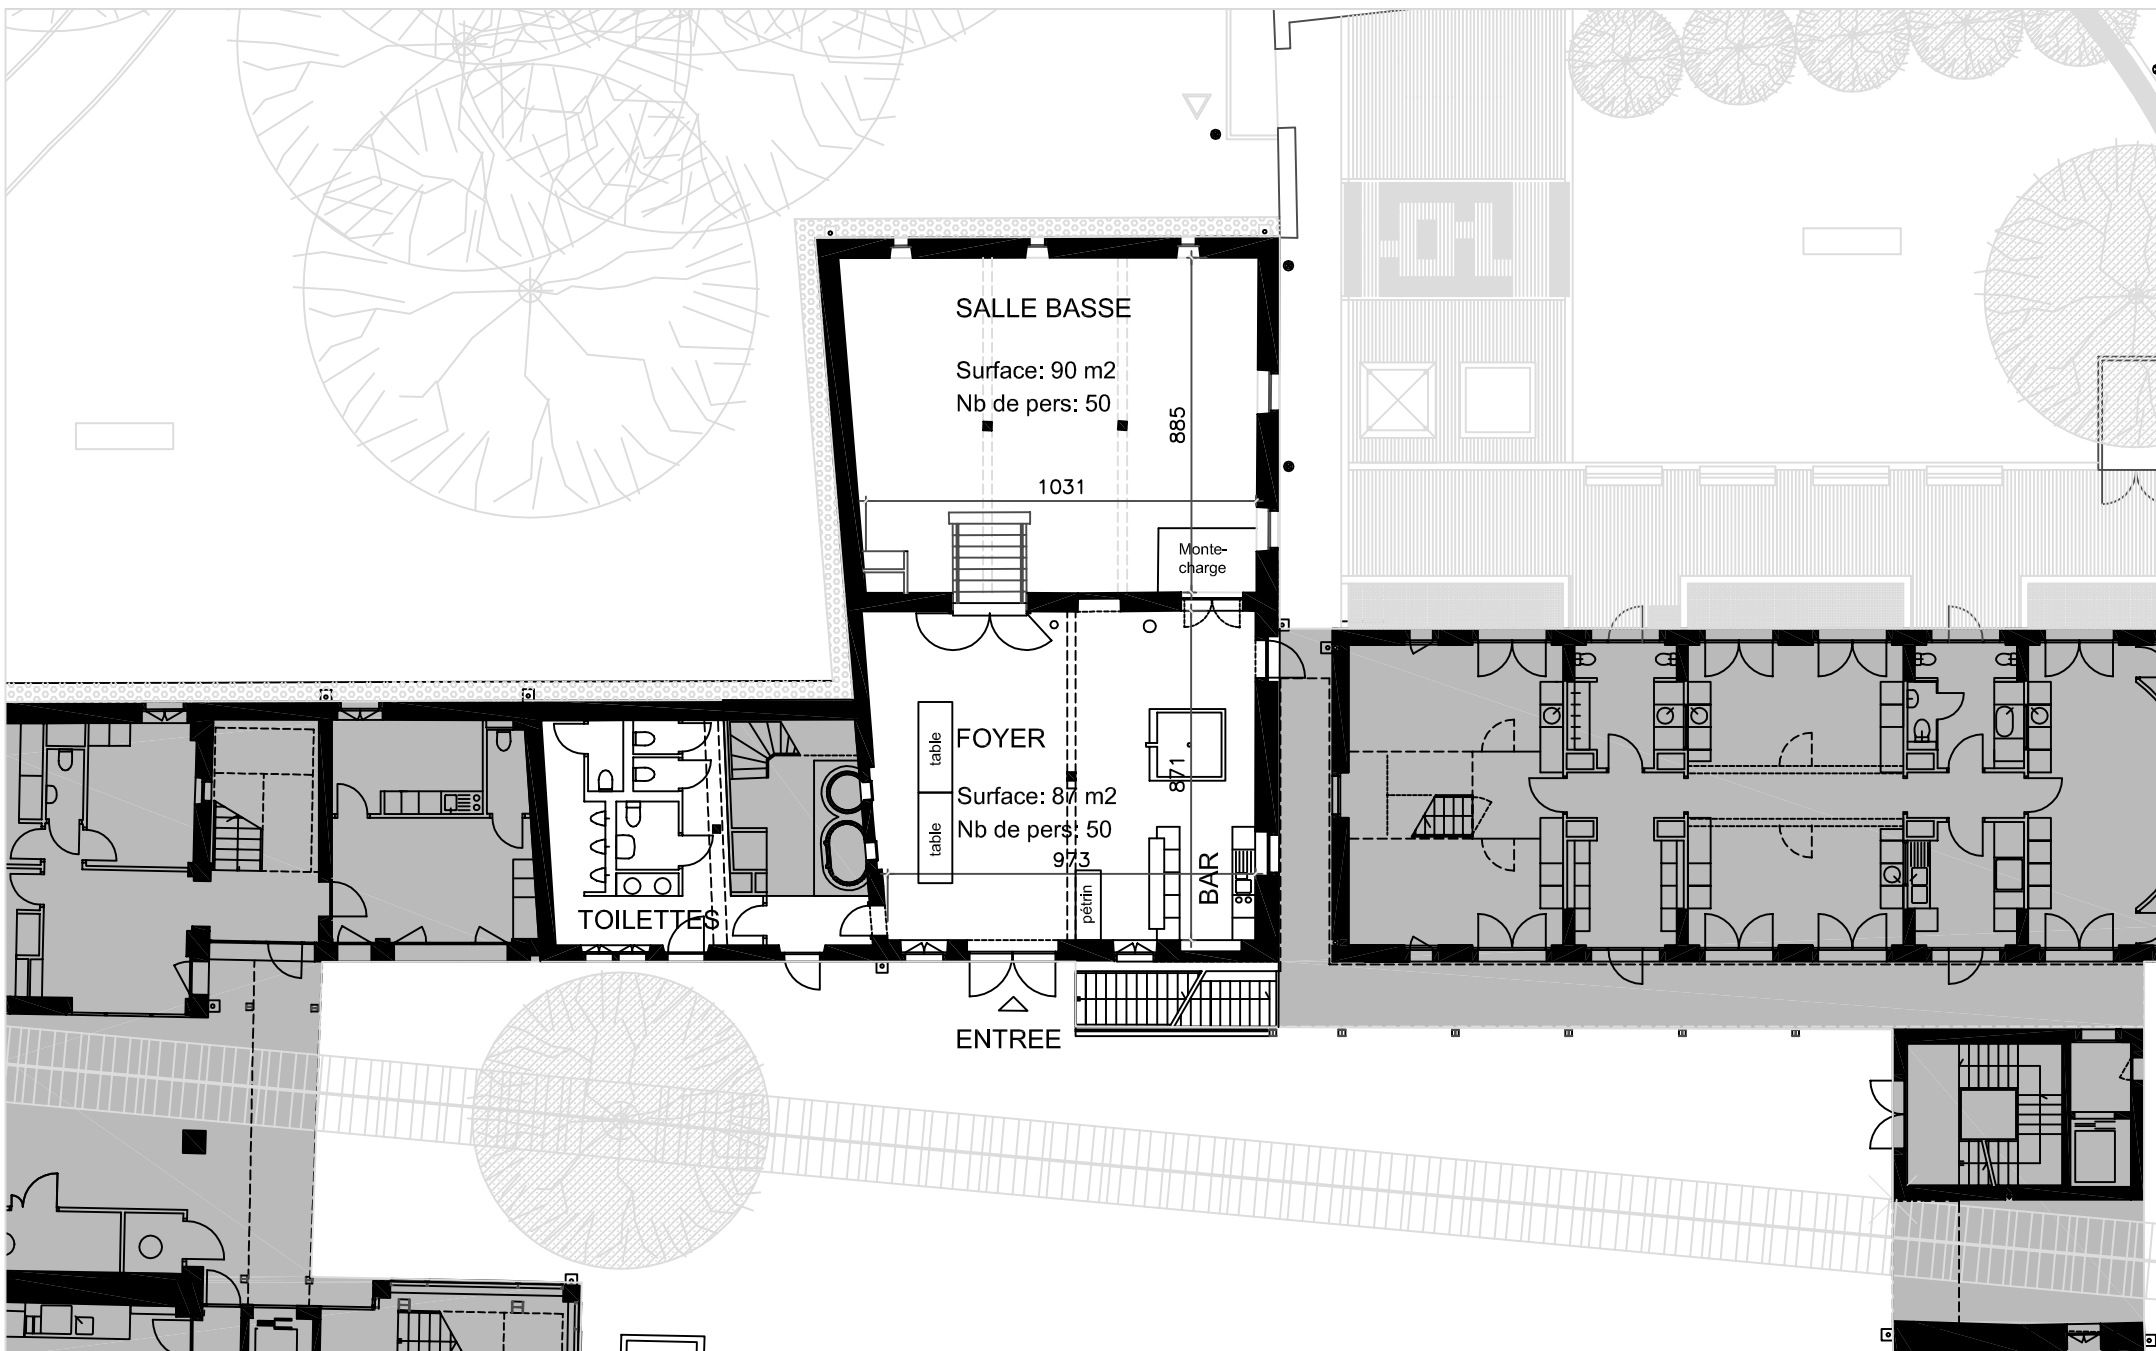 SALLE BASSE
Surface: 90 m2
Nb de pers: 50
885
1031
Monte-
charge
FOYER
table
871
Surface: 87 m2
Nb de pers: 50
table
973
BAR
pétrin
TOILETTES
ENTREE